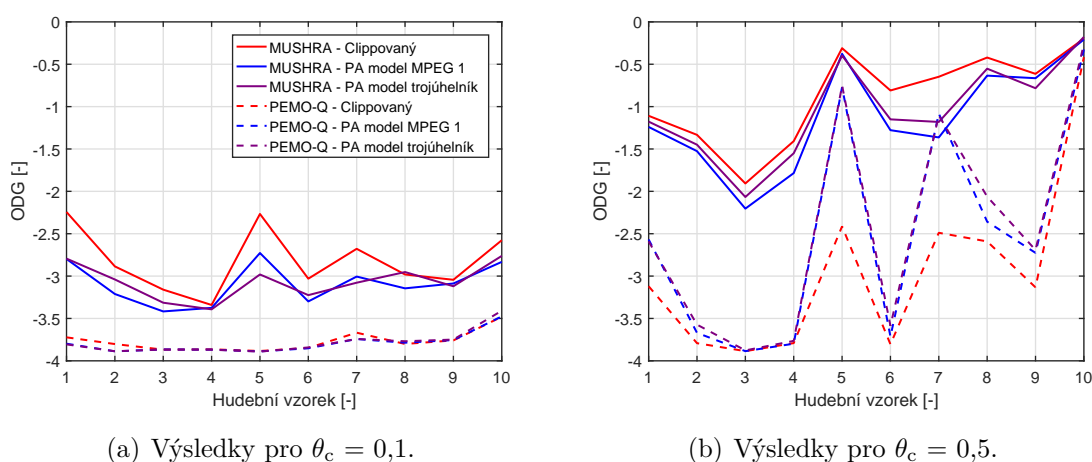 0
-0.5
-1
-1.5
-2
-2.5
-3
-3.5
-4
ODG [-]
MUSHRA - Clippovaný
MUSHRA - PA model MPEG 1
MUSHRA - PA model trojúhelník
PEMO-Q - Clippovaný
PEMO-Q - PA model MPEG 1
PEMO-Q - PA model trojúhelník
1 2 3 4 5 6 7 8 9 10
Hudební vzorek [-]
(a) Výsledky pro θc = 0,1.
0
-0.5
-1
-1.5
-2
-2.5
-3
-3.5
-4
ODG [-]
1 2 3 4 5 6 7 8 9 10
Hudební vzorek [-]
(b) Výsledky pro θc = 0,5.